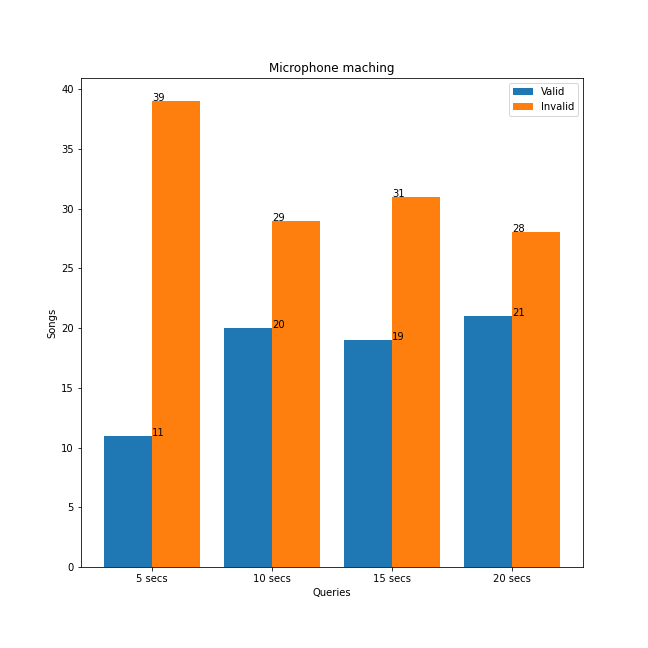 Microphone maching
Valid
Invalid
Songs
40
35
30
25
20
15
10
5
0
39
29
31
28
11
20
19
21
5 secs
10 secs
15 secs
20 secs
Queries